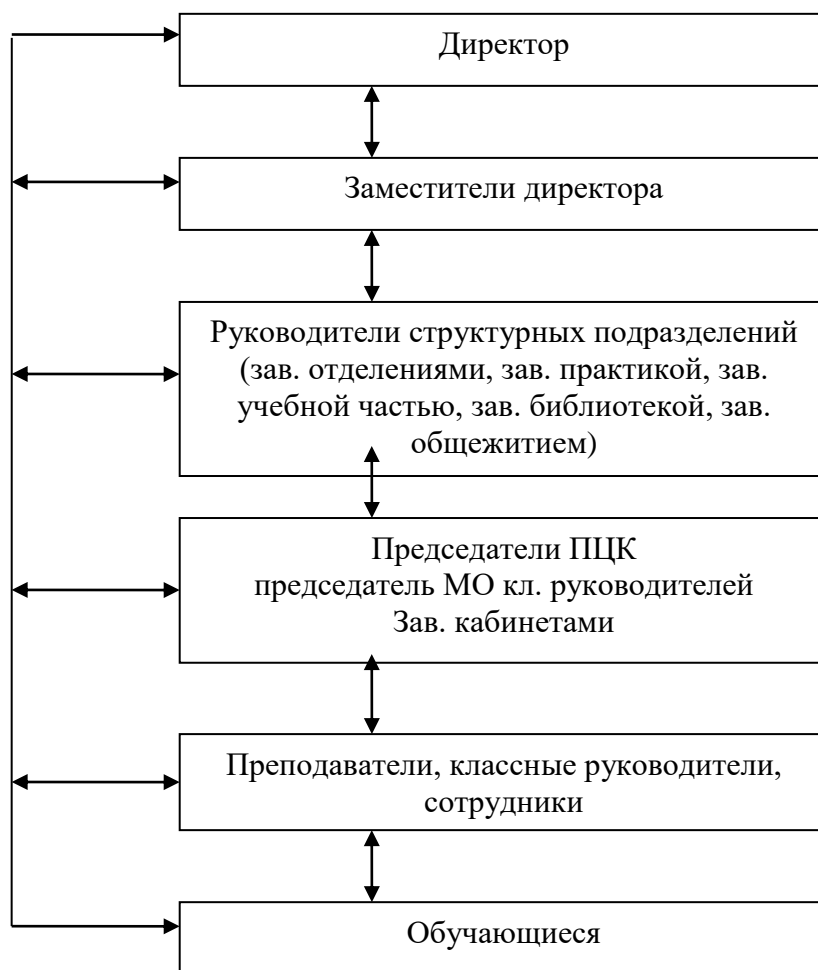 Директор
Заместители директора
Руководители структурных подразделений
(зав. отделениями, зав. практикой, зав.
учебной частью, зав. библиотекой, зав.
общежитием)
Председатели ПЦК
председатель МО кл. руководителей
Зав. кабинетами
Преподаватели, классные руководители,
сотрудники
Обучающиеся